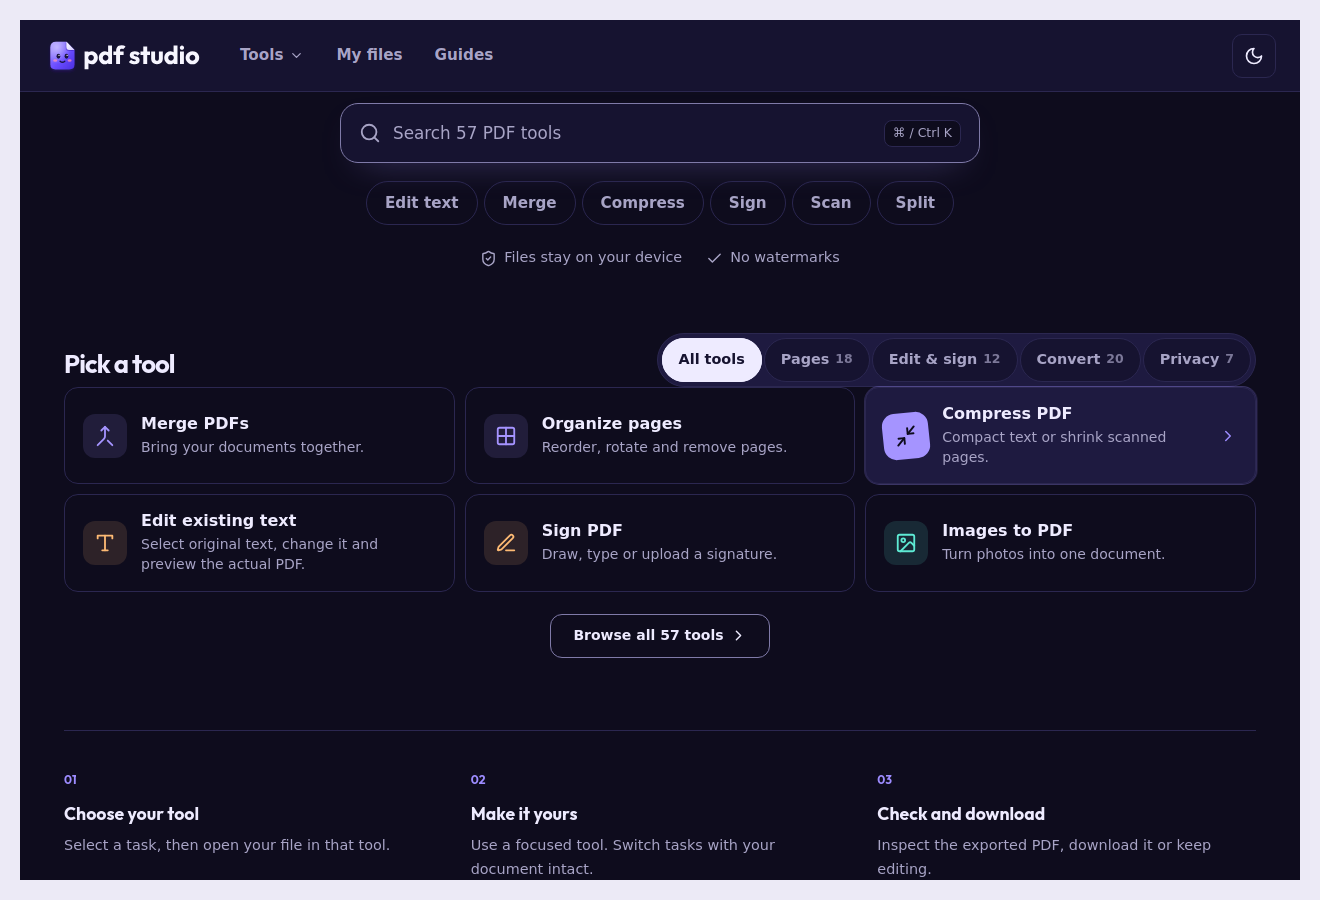 pdf studio
Tools
My files
Guides
Search 57 PDF tools
⌘ / Ctrl K
Edit text
Merge
Compress
Sign
Scan
Split
Files stay on your device
No watermarks
Pick a tool
All tools
Pages 18
Edit & sign 12
Convert 20
Privacy 7
Merge PDFs
Bring your documents together.
Organize pages
Reorder, rotate and remove pages.
Compress PDF
Compact text or shrink scanned
pages.
Edit existing text
Select original text, change it and
preview the actual PDF.
Sign PDF
Draw, type or upload a signature.
Images to PDF
Turn photos into one document.
Browse all 57 tools
01
Choose your tool
Select a task, then open your file in that tool.
02
Make it yours
Use a focused tool. Switch tasks with your
document intact.
03
Check and download
Inspect the exported PDF, download it or keep
editing.